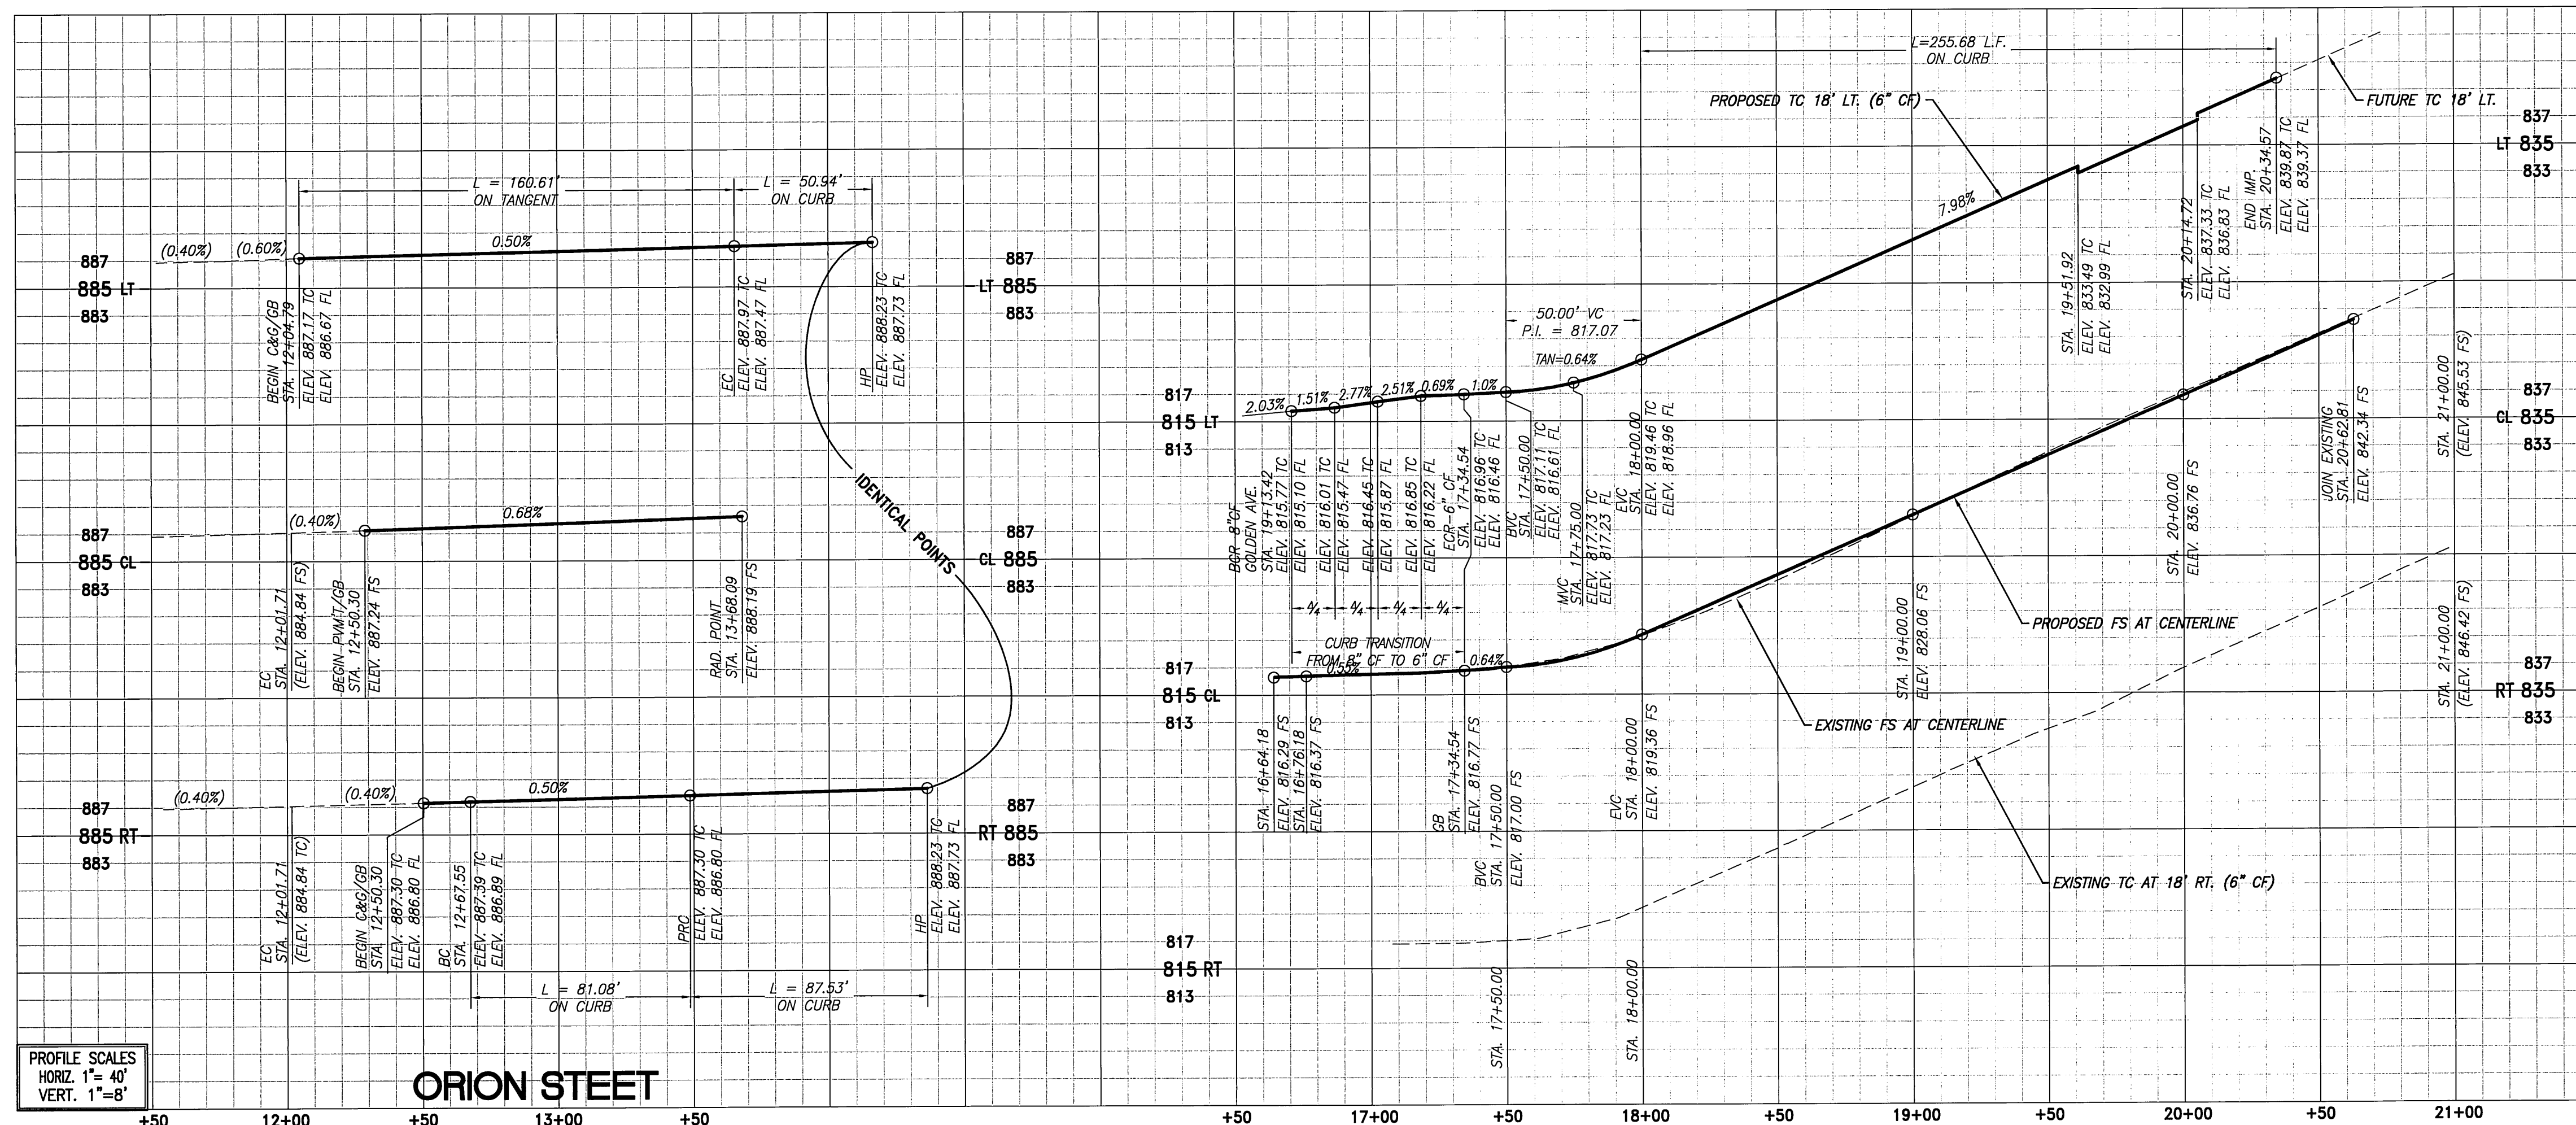 L = 160.61'
ON TANGENT
L = 50.94'
ON CURB
(0.40%)
(0.60%)
0.50%
887
885 LT
883
BEGIN C&G/GB
STA. 12+04.79
ELEV. 887.17 TC
ELEV. 886.67 FL
EC
ELEV. 887.97 TC
ELEV. 887.47 FL
HP
ELEV. 888.23 TC
ELEV. 887.73 FL
887
LT 885
883
(0.40%)
0.68%
887
885 CL
883
EC
STA. 12+01.71
(ELEV. 884.84 FS)
BEGIN PVM'T/GB
STA. 12+50.30
ELEV. 887.24 FS
RAD. POINT
STA. 13+68.09
ELEV. 888.19 FS
IDENTICAL POINTS
887
CL 885
883
(0.40%)
(0.40%)
0.50%
887
885 RT
883
EC
STA. 12+01.71
(ELEV. 884.84 TC)
BEGIN C&G/GB
STA. 12+50.30
ELEV. 887.30 TC
ELEV. 886.80 FL
BC
STA. 12+67.55
ELEV. 887.39 TC
ELEV. 886.89 FL
PRC
ELEV. 887.30 TC
ELEV. 886.80 FL
HP
ELEV. 888.23 TC
ELEV. 887.73 FL
887
RT 885
883
L = 81.08'
ON CURB
L = 87.53'
ON CURB
PROFILE SCALES
HORIZ. 1"= 40'
VERT. 1"=8'
ORION STEET
+50
12+00
+50
13+00
+50
L=255.68 L.F.
ON CURB
PROPOSED TC 18' LT. (6" CF)
FUTURE TC 18' LT.
7.98%
50.00' VC
P.I. = 817.07
TAN=0.64%
817
815 LT
813
2.03%
1.51%
2.77%
2.51%
0.69%
1.0%
BCR 8"CF
GOLDEN AVE.
STA. 19+13.42
ELEV. 815.77 TC
ELEV. 815.10 FL
ELEV. 816.01 TC
ELEV. 815.47 FL
ELEV. 816.45 TC
ELEV. 815.87 FL
ELEV. 816.85 TC
ELEV. 816.22 FL
ECR-6" CF
STA. 17+34.54
ELEV. 816.96 TC
ELEV. 816.46 FL
BVC
STA. 17+50.00
ELEV. 817.11 TC
ELEV. 816.61 FL
MVC
STA. 17+75.00
ELEV. 817.73 TC
ELEV. 817.23 FL
EVC
STA. 18+00.00
ELEV. 819.46 TC
ELEV. 818.96 FL
STA. 19+51.92
ELEV. 833.49 TC
ELEV. 832.99 FL
STA. 20+14.72
ELEV. 837.33 TC
ELEV. 836.83 FL
END IMP.
STA. 20+34.57
ELEV. 839.87 TC
ELEV. 839.37 FL
837
LT 835
833
CURB TRANSITION
FROM 8" CF TO 6" CF
0.55%
0.64%
817
815 CL
813
STA. 16+64.18
ELEV. 816.29 FS
STA. 16+76.18
ELEV. 816.37 FS
GB
STA. 17+34.54
ELEV. 816.77 FS
BVC
STA. 17+50.00
ELEV. 817.00 FS
EVC
STA. 18+00.00
ELEV. 819.36 FS
STA. 19+00.00
ELEV. 828.06 FS
STA. 20+00.00
ELEV. 836.76 FS
JOIN EXISTING
STA. 20+62.81
ELEV. 842.34 FS
STA. 21+00.00
(ELEV. 845.53 FS)
837
CL 835
833
PROPOSED FS AT CENTERLINE
EXISTING FS AT CENTERLINE
STA. 21+00.00
(ELEV. 846.42 FS)
837
RT 835
833
EXISTING TC AT 18' RT. (6" CF)
817
815 RT
813
STA. 17+50.00
STA. 18+00.00
+50
17+00
+50
18+00
+50
19+00
+50
20+00
+50
21+00